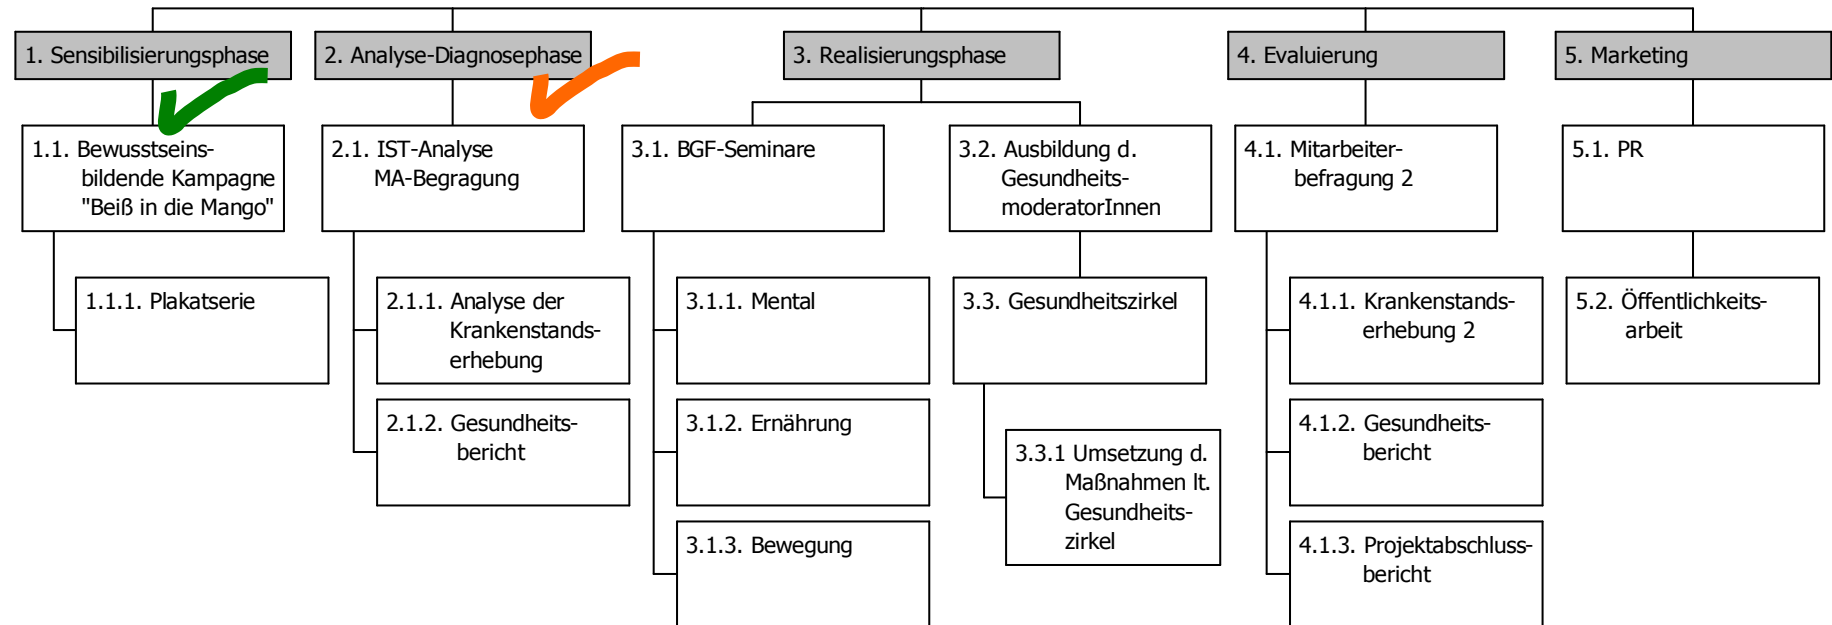 1. Sensibilisierungsphase
2. Analyse-Diagnosephase
3. Realisierungsphase
4. Evaluierung
5. Marketing
1.1. Bewusstseins-
bildende Kampagne
"Beiß in die Mango"
2.1. IST-Analyse
MA-Begragung
3.1. BGF-Seminare
3.2. Ausbildung d.
Gesundheits-
moderatorInnen
4.1. Mitarbeiter-
befragung 2
5.1. PR
1.1.1. Plakatserie
2.1.1. Analyse der
Krankenstands-
erhebung
3.1.1. Mental
3.3. Gesundheitszirkel
4.1.1. Krankenstands-
erhebung 2
5.2. Öffentlichkeits-
arbeit
2.1.2. Gesundheits-
bericht
3.1.2. Ernährung
3.3.1 Umsetzung d.
Maßnahmen lt.
Gesundheits-
zirkel
4.1.2. Gesundheits-
bericht
3.1.3. Bewegung
4.1.3. Projektabschluss-
bericht